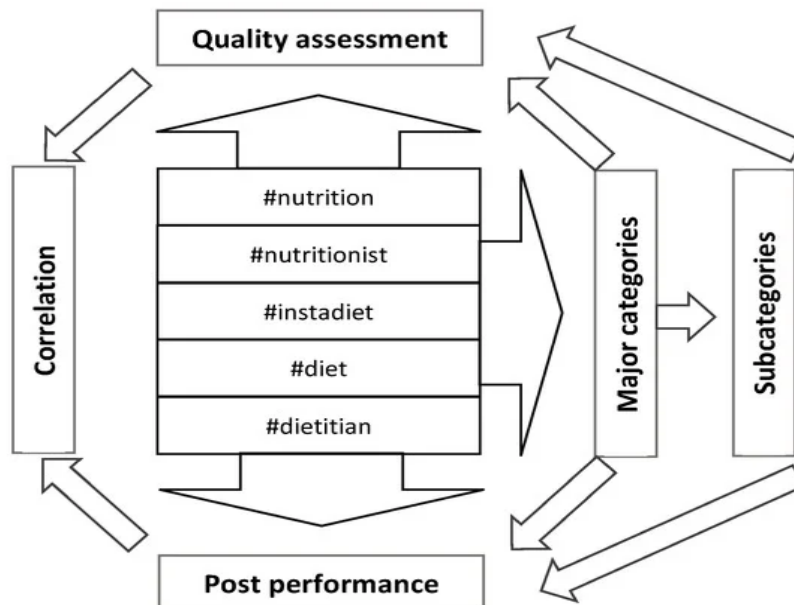 Quality assessment
Correlation
#nutrition
#nutritionist
#instadiet
#diet
#dietitian
Major categories
Subcategories
Post performance